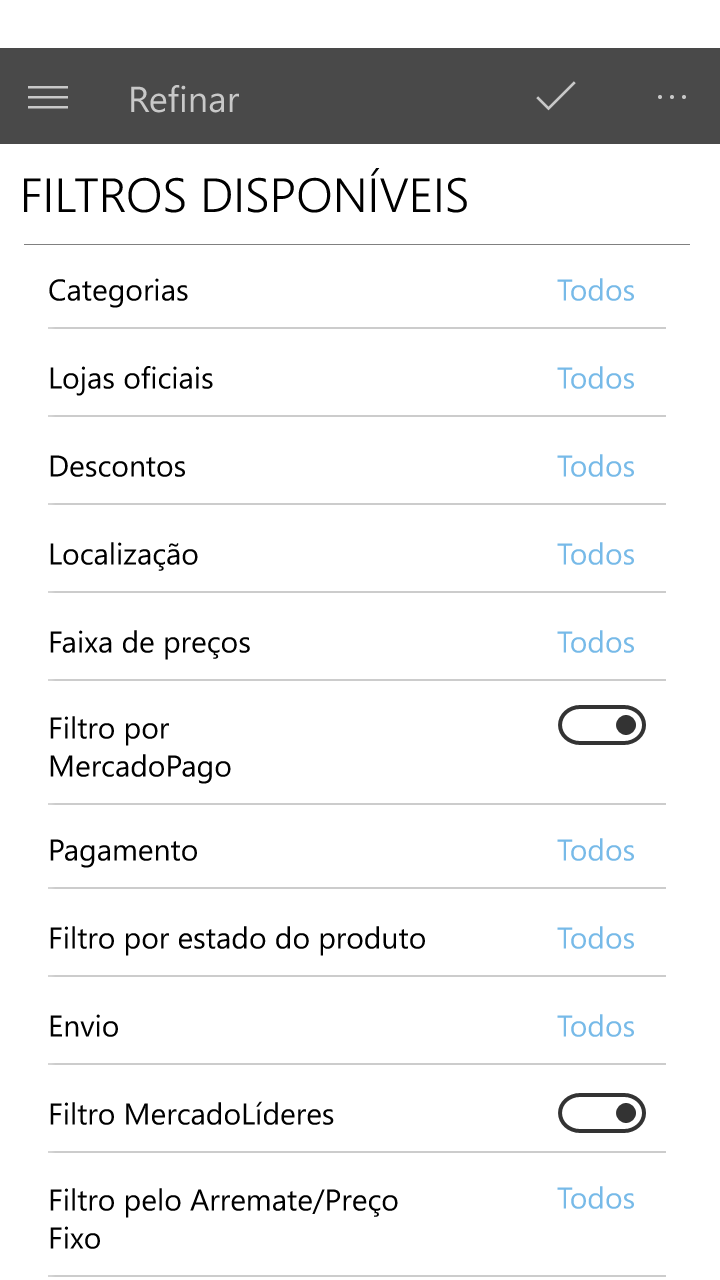 Refinar
FILTROS DISPONÍVEIS
Categorias Todos
Lojas oficiais Todos
Descontos Todos
Localização Todos
Faixa de preços Todos
Filtro por
MercadoPago
Pagamento Todos
Filtro por estado do produto Todos
Envio Todos
Filtro MercadoLíderes
Filtro pelo Arremate/Preço Todos
Fixo